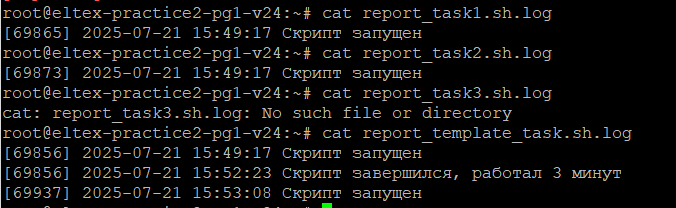 root@eltex-practice2-pg1-v24:~# cat report_task1.sh.log
[69865] 2025-07-21 15:49:17 Скрипт запущен
root@eltex-practice2-pg1-v24:~# cat report_task2.sh.log
[69873] 2025-07-21 15:49:17 Скрипт запущен
root@eltex-practice2-pg1-v24:~# cat report_task3.sh.log
cat: report_task3.sh.log: No such file or directory
root@eltex-practice2-pg1-v24:~# cat report_template_task.sh.log
[69856] 2025-07-21 15:49:17 Скрипт запущен
[69856] 2025-07-21 15:52:23 Скрипт завершился, работал 3 минут
[69937] 2025-07-21 15:53:08 Скрипт запущен